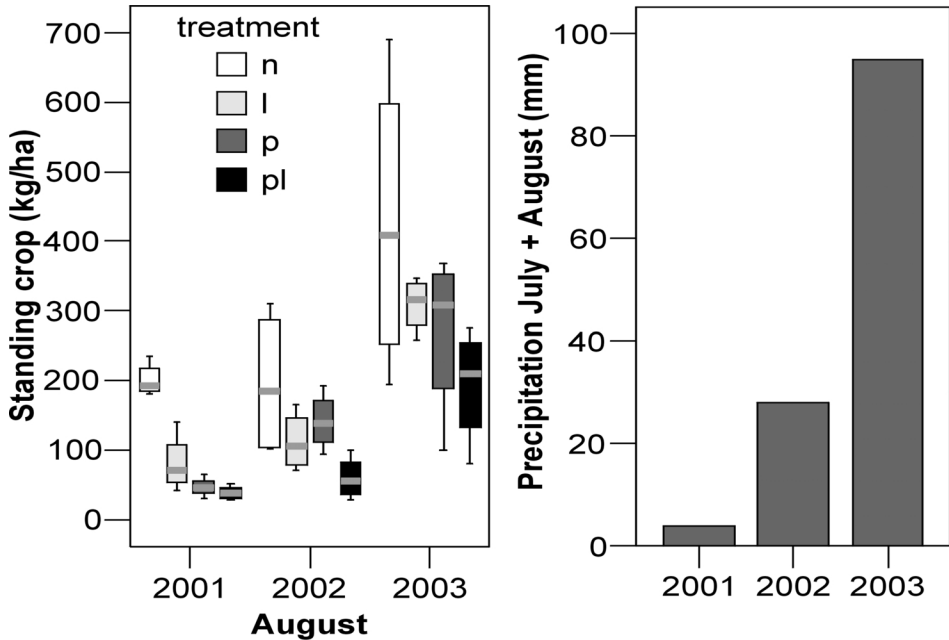 treatment
n
l
p
pl
Standing crop (kg/ha)
700
600
500
400
300
200
100
0
2001
2002
2003
August
Precipitation July + August (mm)
100
80
60
40
20
0
2001
2002
2003